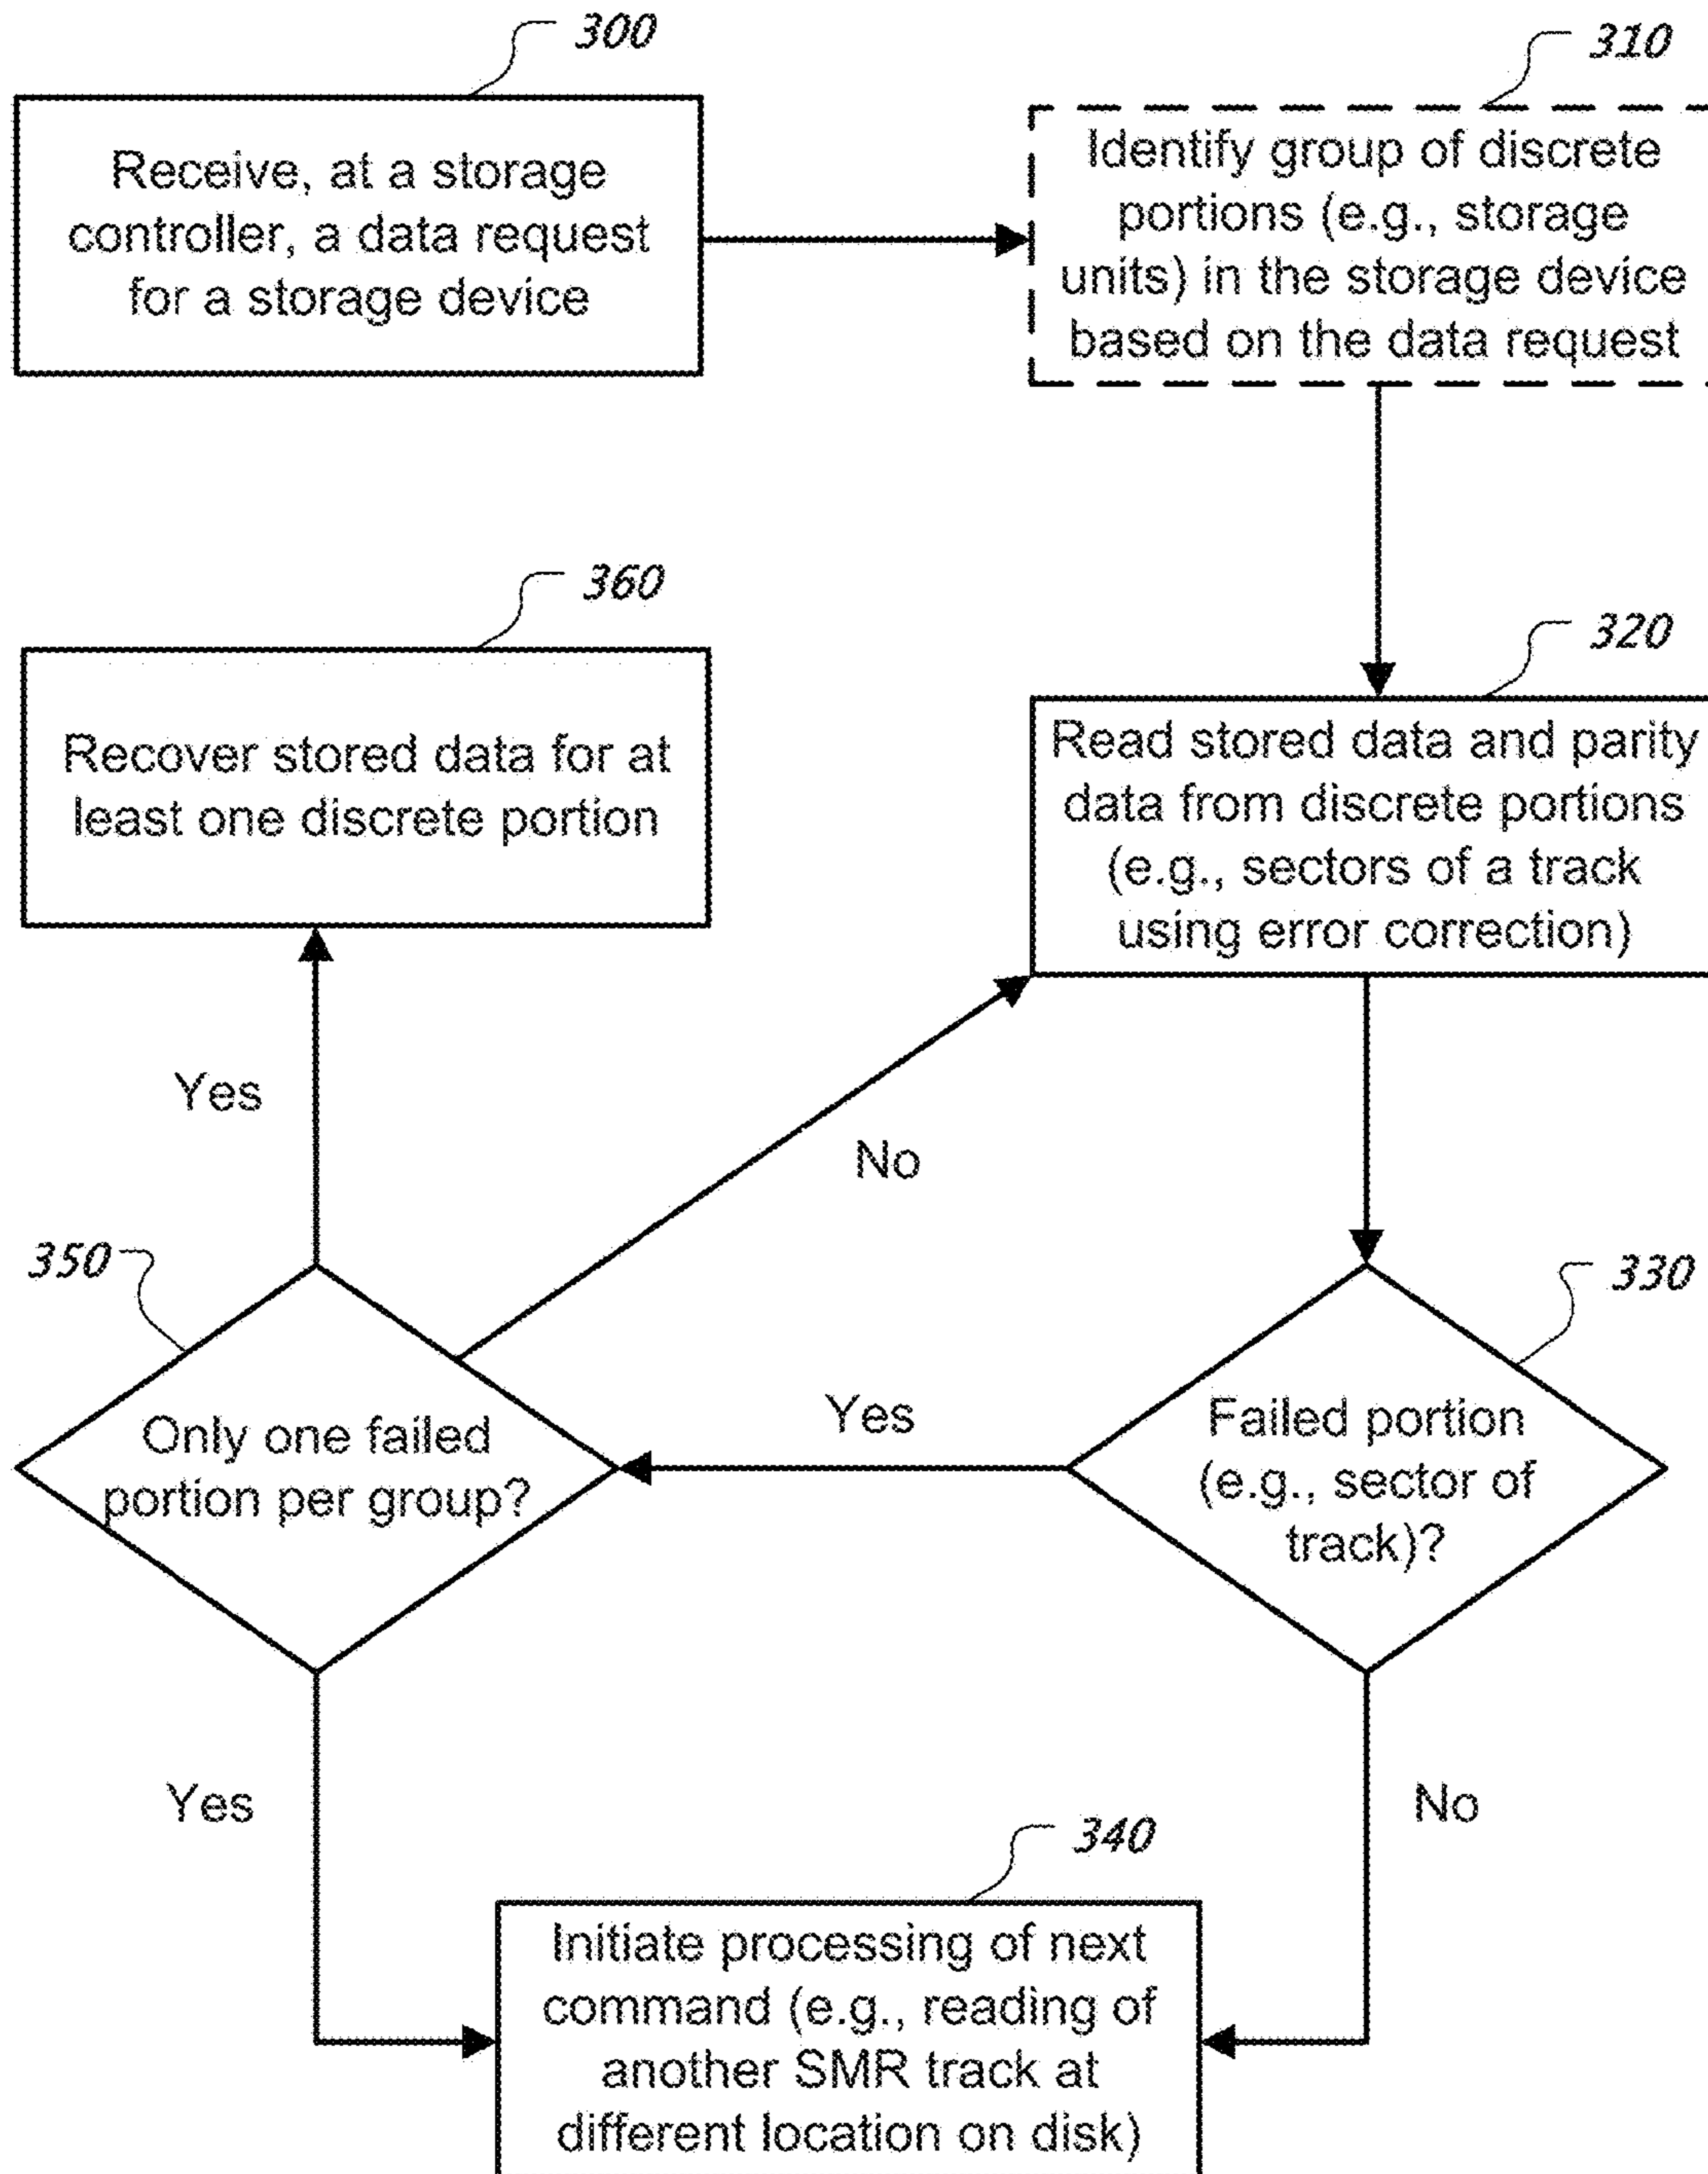 300
Receive, at a storage
controller, a data request
for a storage device
310
Identify group of discrete
portions (e.g., storage
units) in the storage device
based on the data request
360
Recover stored data for at
least one discrete portion
320
Read stored data and parity
data from discrete portions
(e.g., sectors of a track
using error correction)
Yes
No
350
Only one failed
portion per group?
Yes
330
Failed portion
(e.g., sector of
track)?
Yes
No
340
Initiate processing of next
command (e.g., reading of
another SMR track at
different location on disk)